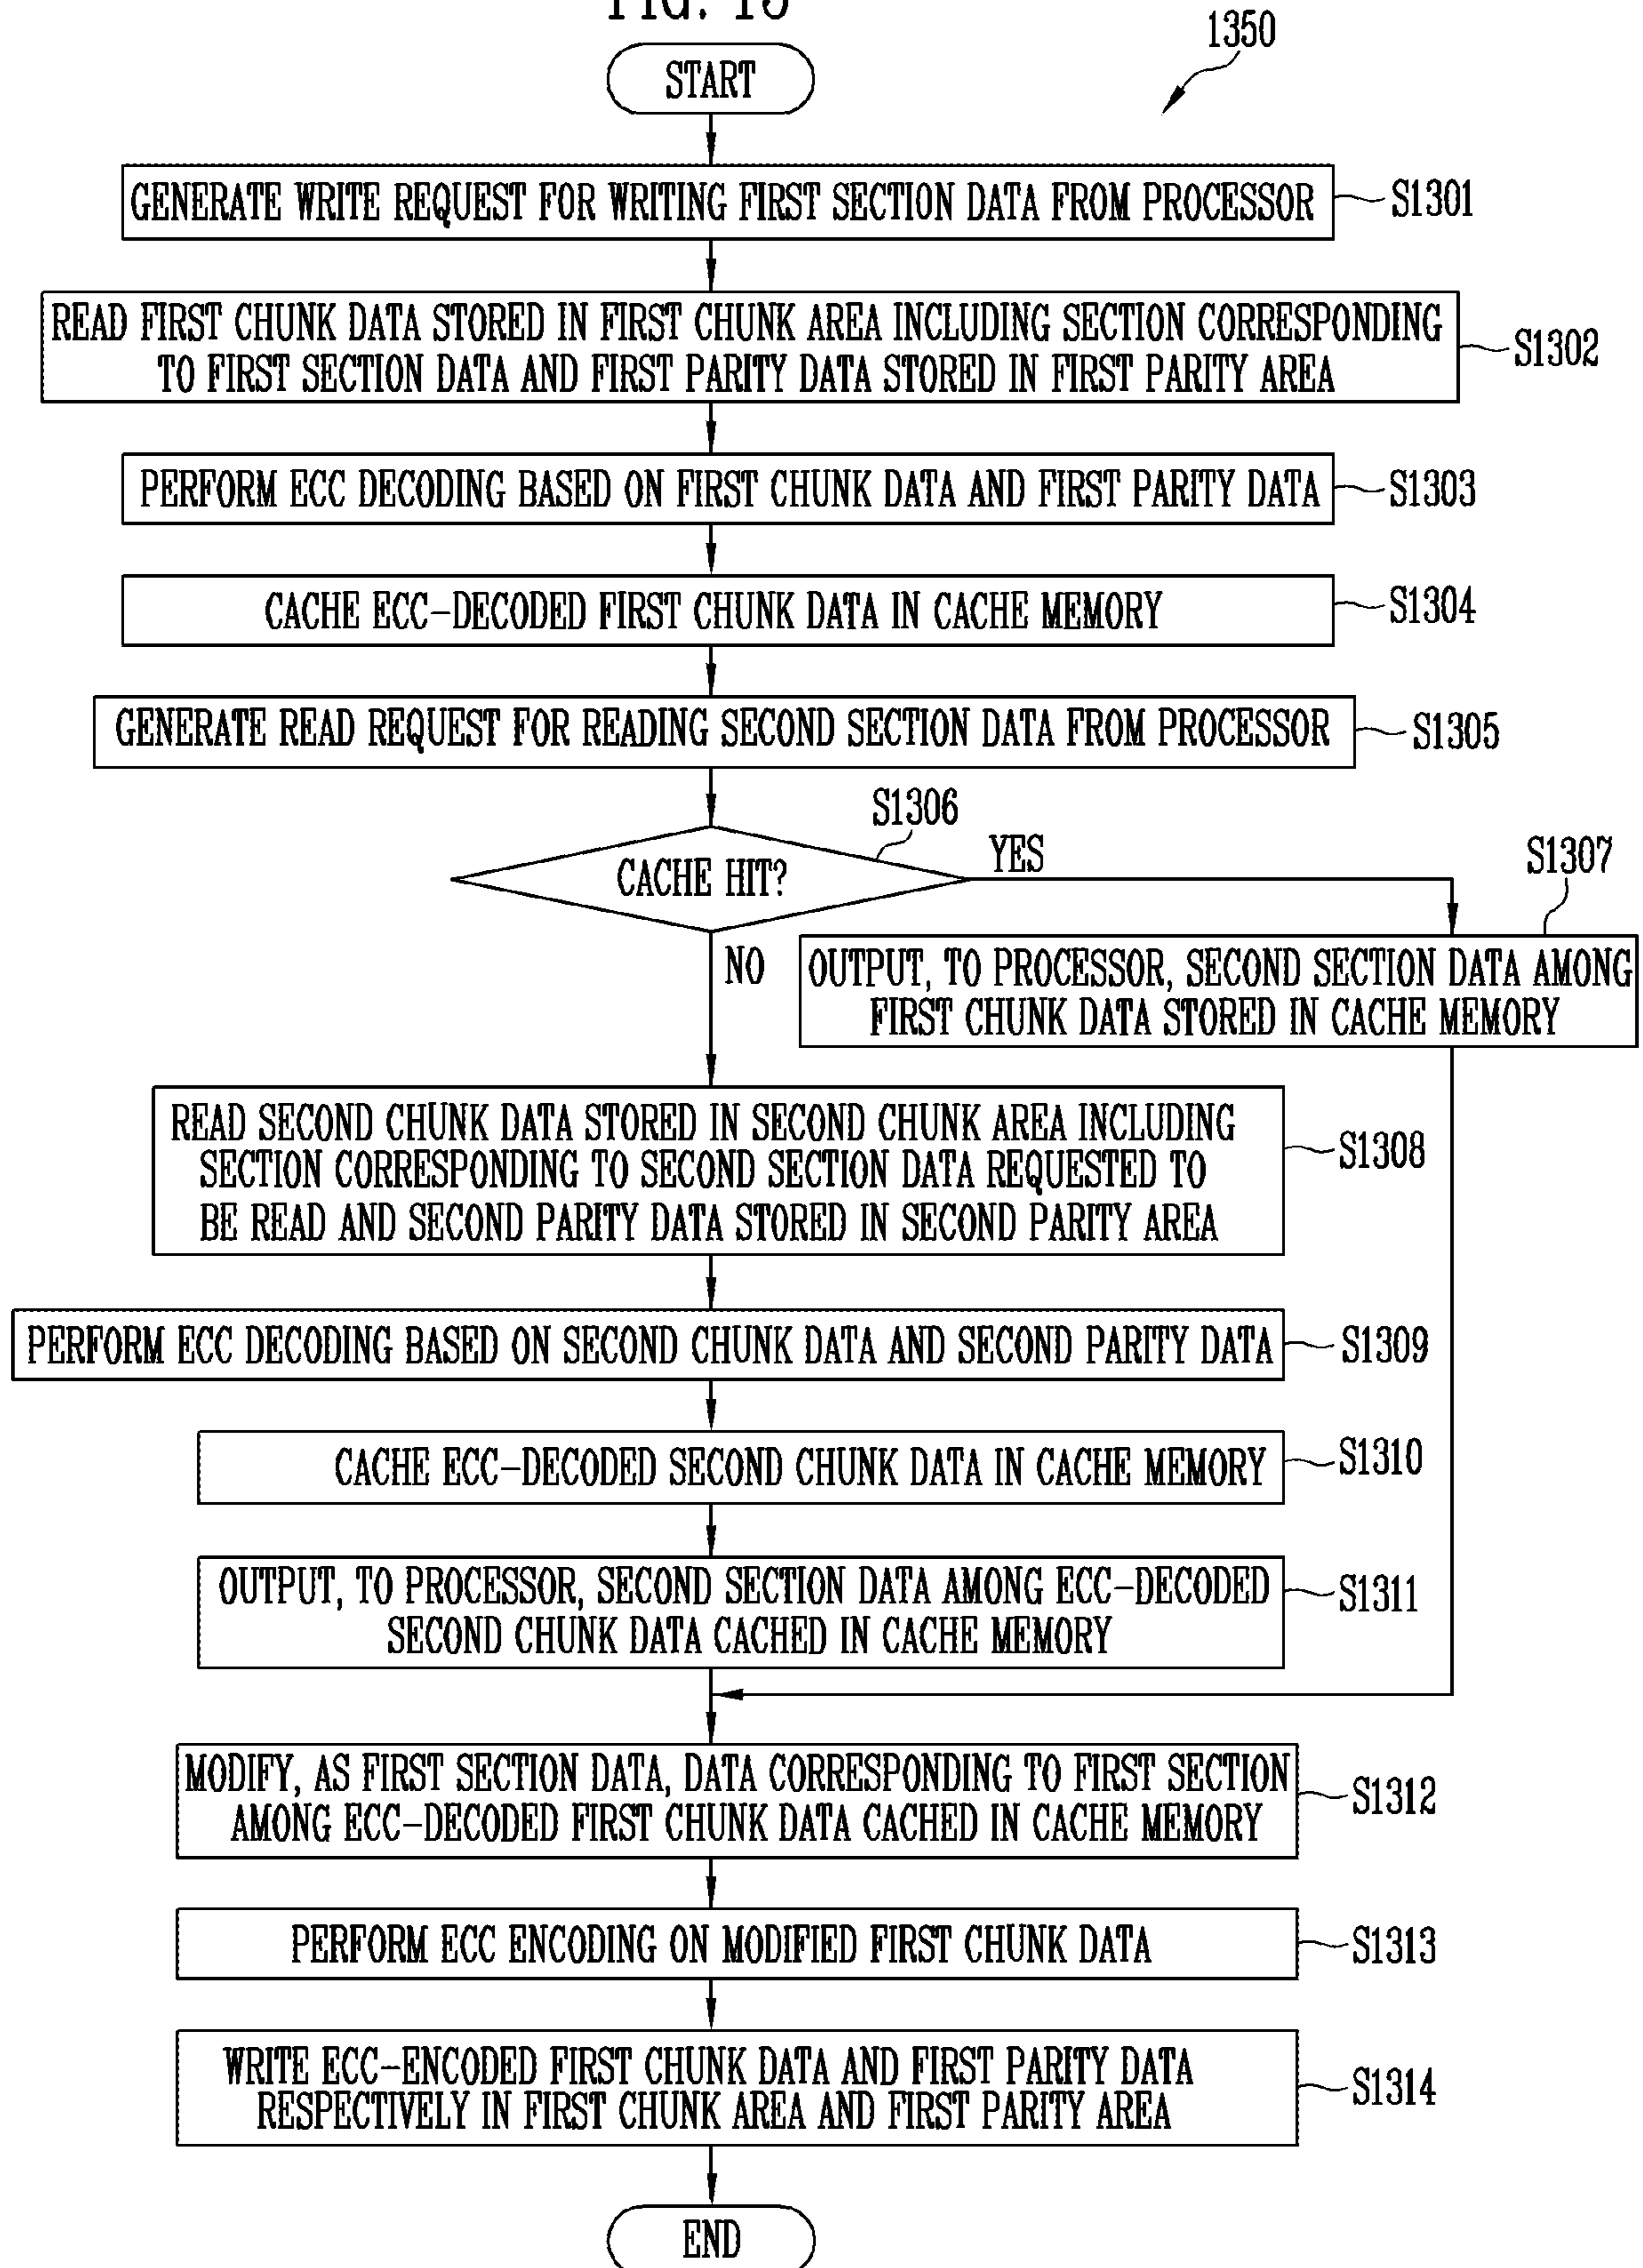 FIG. 13
1350
START
GENERATE WRITE REQUEST FOR WRITING FIRST SECTION DATA FROM PROCESSOR
S1301
READ FIRST CHUNK DATA STORED IN FIRST CHUNK AREA INCLUDING SECTION CORRESPONDING
TO FIRST SECTION DATA AND FIRST PARITY DATA STORED IN FIRST PARITY AREA
S1302
PERFORM ECC DECODING BASED ON FIRST CHUNK DATA AND FIRST PARITY DATA
S1303
CACHE ECC-DECODED FIRST CHUNK DATA IN CACHE MEMORY
S1304
GENERATE READ REQUEST FOR READING SECOND SECTION DATA FROM PROCESSOR
S1305
S1306
CACHE HIT?
YES
NO
S1307
OUTPUT, TO PROCESSOR, SECOND SECTION DATA AMONG
FIRST CHUNK DATA STORED IN CACHE MEMORY
READ SECOND CHUNK DATA STORED IN SECOND CHUNK AREA INCLUDING
SECTION CORRESPONDING TO SECOND SECTION DATA REQUESTED TO
BE READ AND SECOND PARITY DATA STORED IN SECOND PARITY AREA
S1308
PERFORM ECC DECODING BASED ON SECOND CHUNK DATA AND SECOND PARITY DATA
S1309
CACHE ECC-DECODED SECOND CHUNK DATA IN CACHE MEMORY
S1310
OUTPUT, TO PROCESSOR, SECOND SECTION DATA AMONG ECC-DECODED
SECOND CHUNK DATA CACHED IN CACHE MEMORY
S1311
MODIFY, AS FIRST SECTION DATA, DATA CORRESPONDING TO FIRST SECTION
AMONG ECC-DECODED FIRST CHUNK DATA CACHED IN CACHE MEMORY
S1312
PERFORM ECC ENCODING ON MODIFIED FIRST CHUNK DATA
S1313
WRITE ECC-ENCODED FIRST CHUNK DATA AND FIRST PARITY DATA
RESPECTIVELY IN FIRST CHUNK AREA AND FIRST PARITY AREA
S1314
END